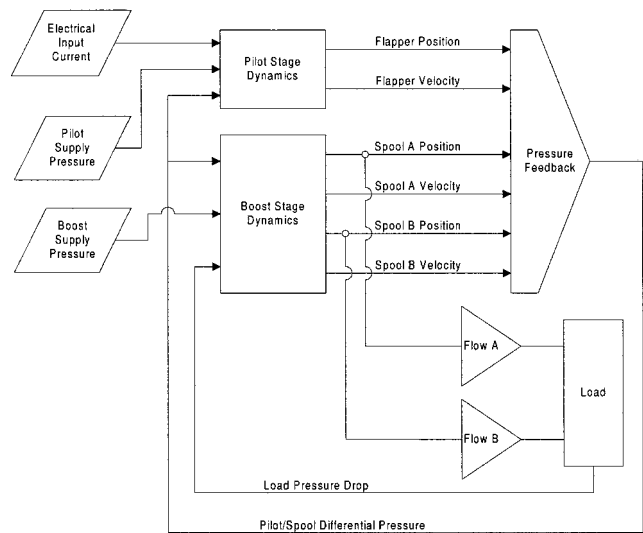 Electrical
Input
Current
Pilot
Supply
Pressure
Boost
Supply
Pressure
Pilot Stage
Dynamics
Boost Stage
Dynamics
Flapper Position
Flapper Velocity
Spool A Position
Spool A Velocity
Spool B Position
Spool B Velocity
Pressure
Feedback
Flow A
Flow B
Load
Load Pressure Drop
Pilot/Spool Differential Pressure